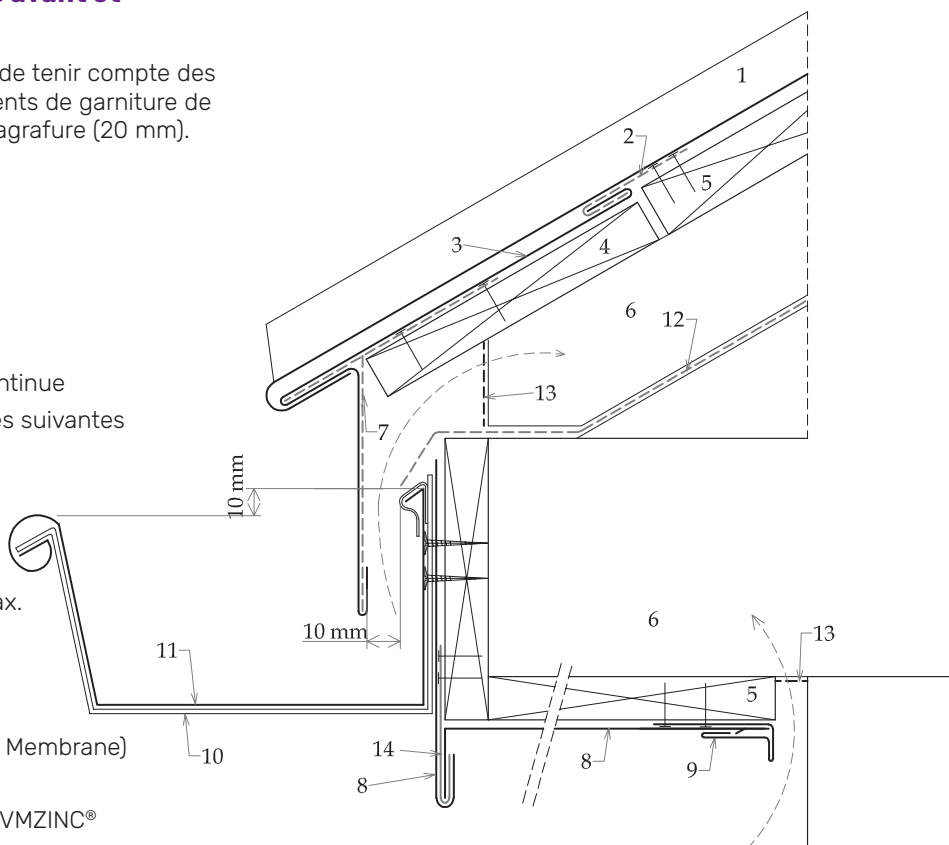 de tenir compte des
ents de garniture de
agrafure (20 mm).
1
2
5
3
4
6
12
13
ntinue
es suivantes
7
10 mm
ax.
10 mm
6
13
11
5
Membrane)
10
14
8
8
9
VMZINC®